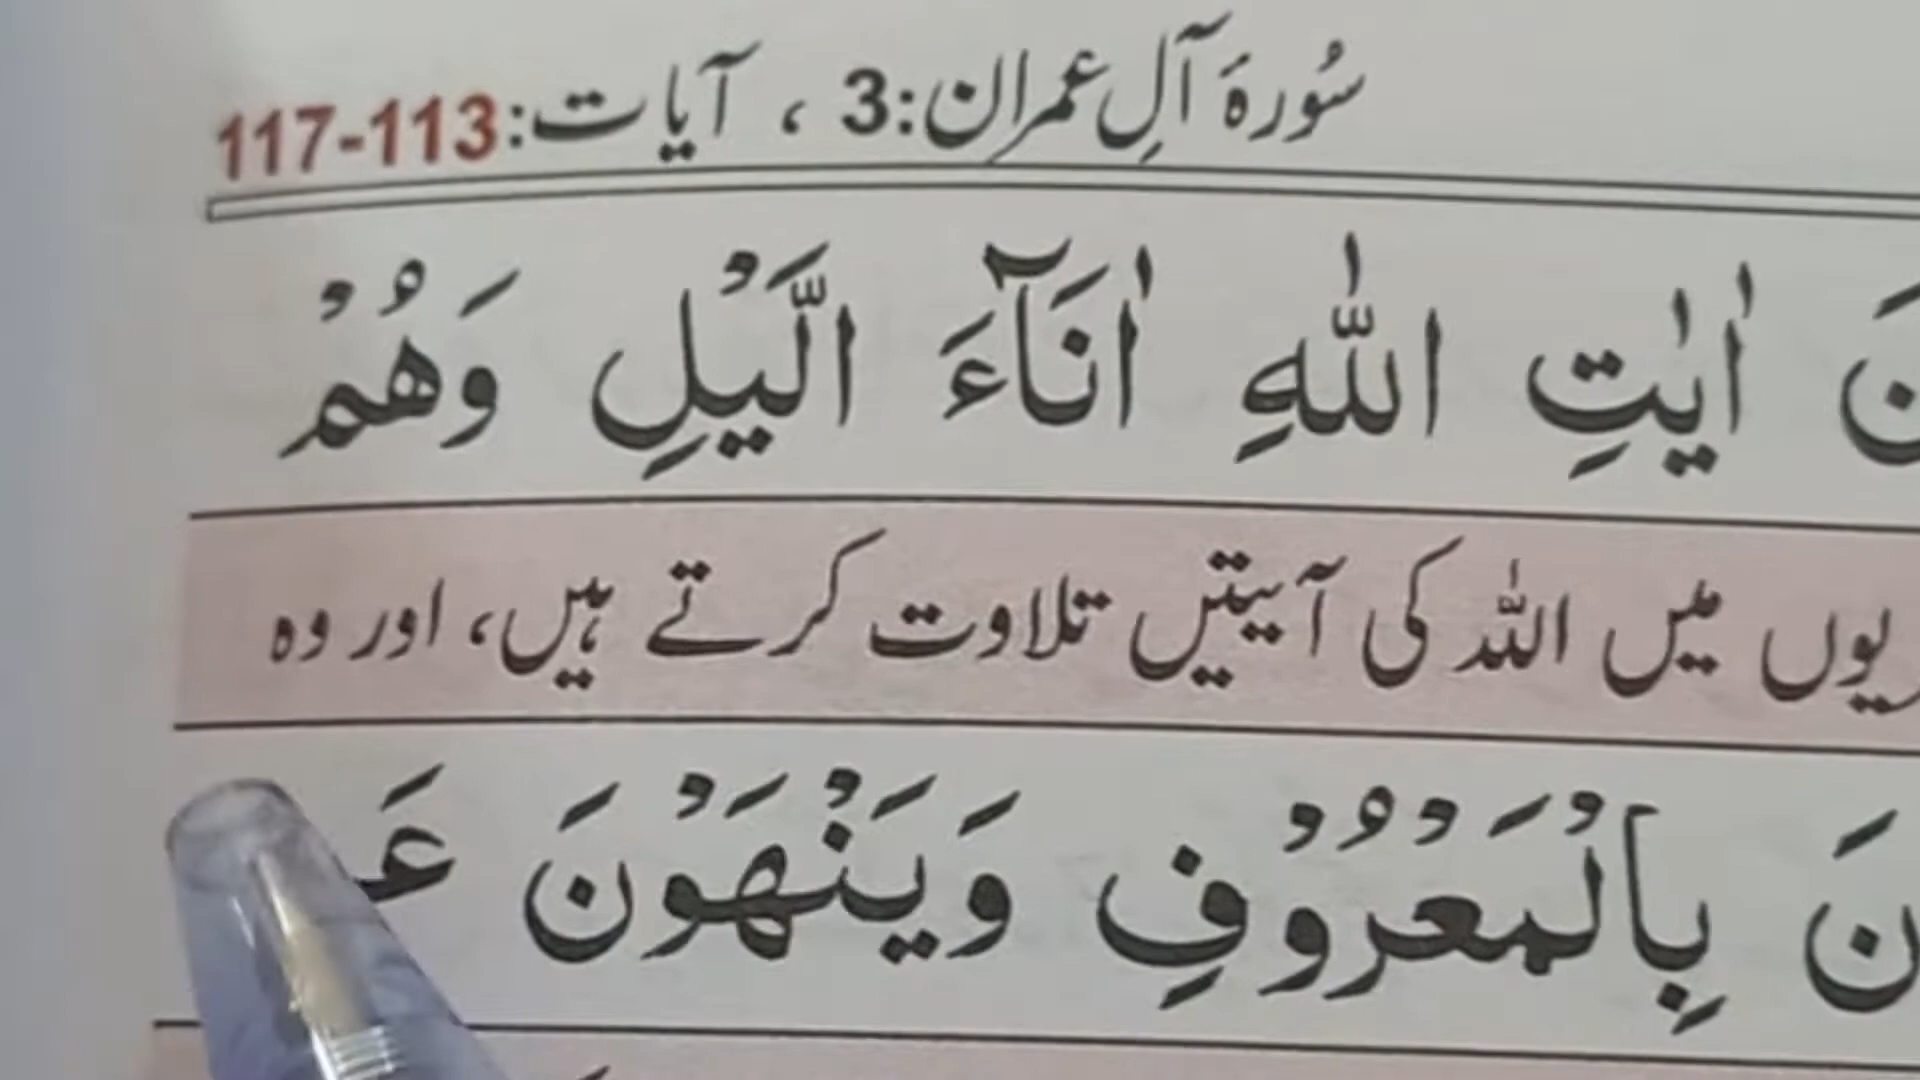 سُورۂ آلِ عمران:3 ، آیات:113-117
اٰیٰتِ اللّٰهِ اٰنَآءَ الَّیْلِ وَهُمْ
میں اللہ کی آیتیں تلاوت کرتے ہیں، اور وہ
بِالْمَعْرُوْفِ وَیَنْهَوْنَ